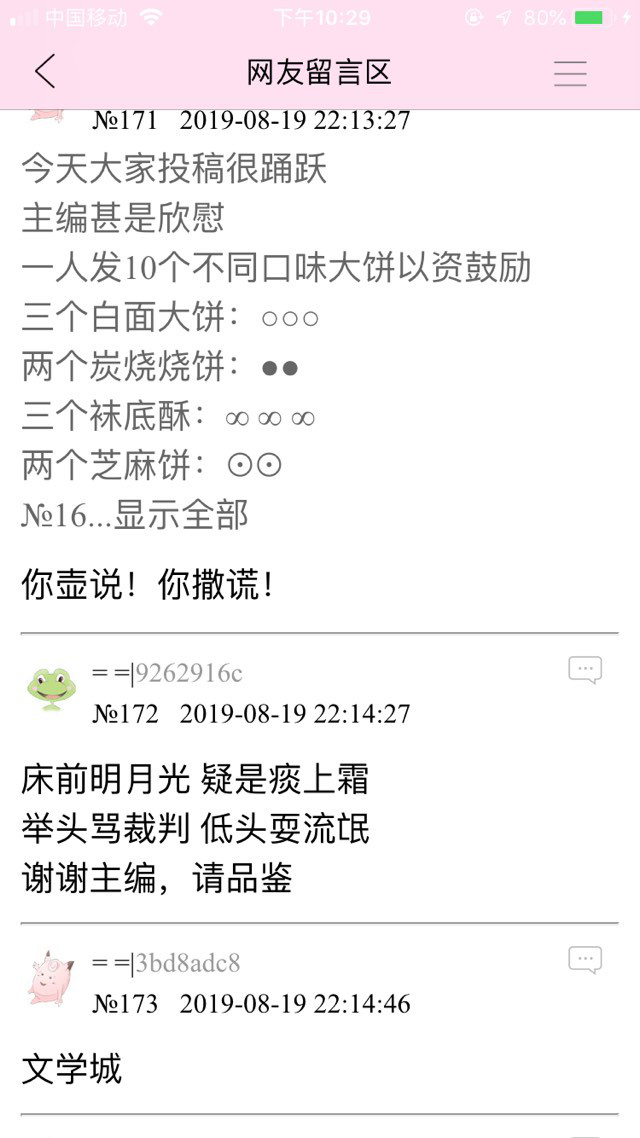 中国移动 下午10:29 80%
网友留言区
№171 2019-08-19 22:13:27
今天大家投稿很踊跃
主编甚是欣慰
一人发10个不同口味大饼以资鼓励
三个白面大饼：○○○
两个炭烧烧饼：●●
三个袜底酥：∞ ∞ ∞
两个芝麻饼：⊙⊙
№16...显示全部
你壶说！你撒谎！
= =|9262916c
№172 2019-08-19 22:14:27
床前明月光 疑是痰上霜
举头骂裁判 低头耍流氓
谢谢主编，请品鉴
= =|3bd8adc8
№173 2019-08-19 22:14:46
文学城